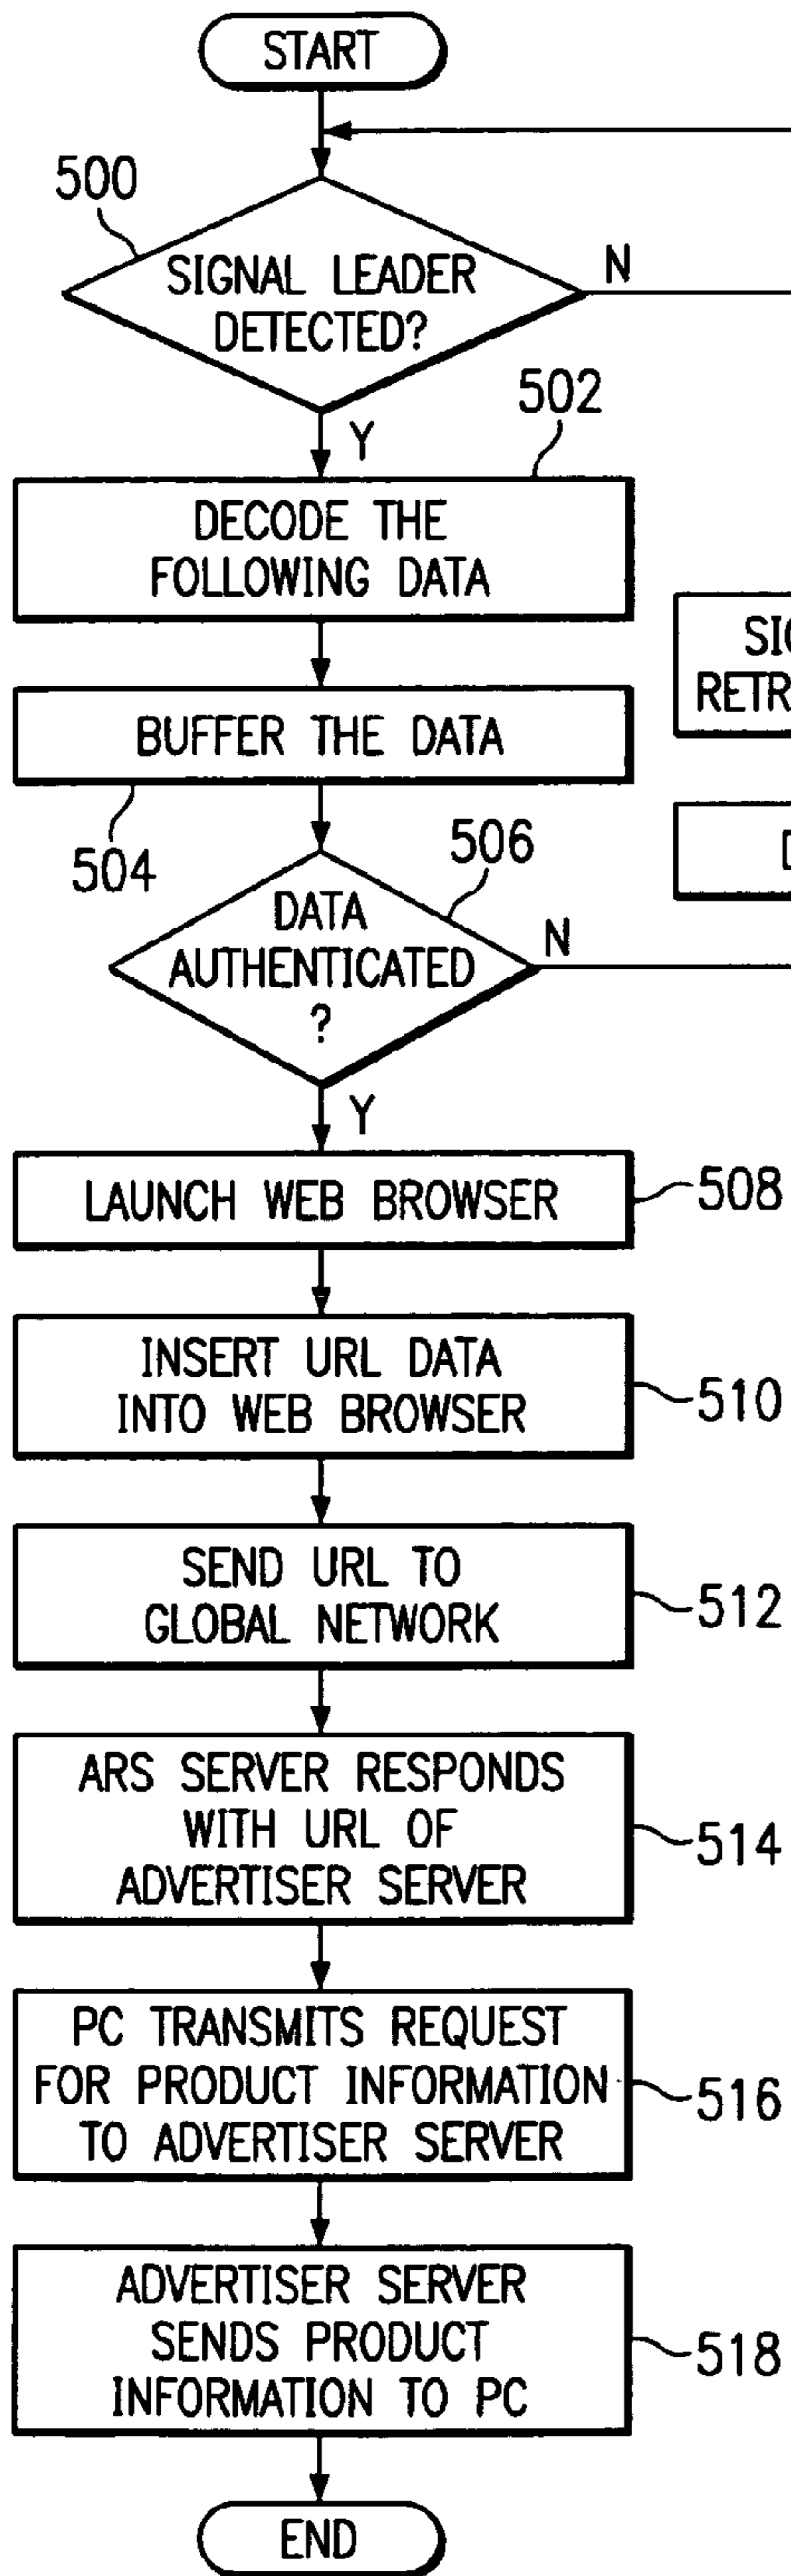 START
500
SIGNAL LEADER
DETECTED?
N
Y
502
DECODE THE
FOLLOWING DATA
BUFFER THE DATA
504
506
DATA
AUTHENTICATED
?
N
Y
LAUNCH WEB BROWSER
508
INSERT URL DATA
INTO WEB BROWSER
510
SEND URL TO
GLOBAL NETWORK
512
ARS SERVER RESPONDS
WITH URL OF
ADVERTISER SERVER
514
PC TRANSMITS REQUEST
FOR PRODUCT INFORMATION
TO ADVERTISER SERVER
516
ADVERTISER SERVER
SENDS PRODUCT
INFORMATION TO PC
518
END